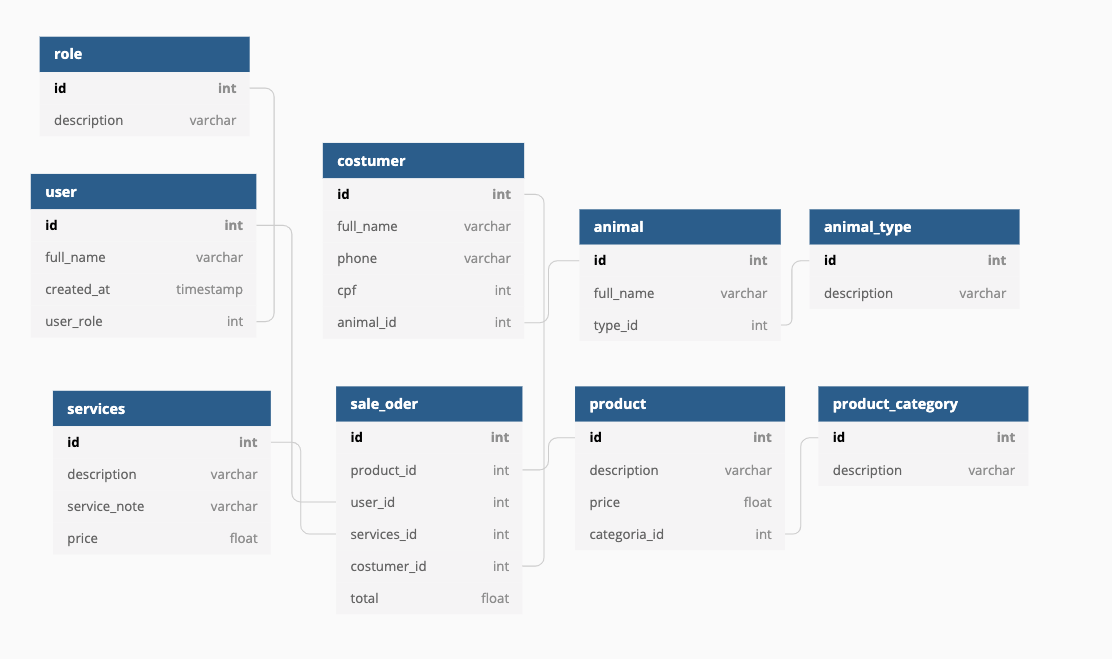 role
id int
description varchar
user
id int
full_name varchar
created_at timestamp
user_role int
services
id int
description varchar
service_note varchar
price float
costumer
id int
full_name varchar
phone varchar
cpf int
animal_id int
sale_oder
id int
product_id int
user_id int
services_id int
costumer_id int
total float
animal
id int
full_name varchar
type_id int
animal_type
id int
description varchar
product
id int
description varchar
price float
categoria_id int
product_category
id int
description varchar